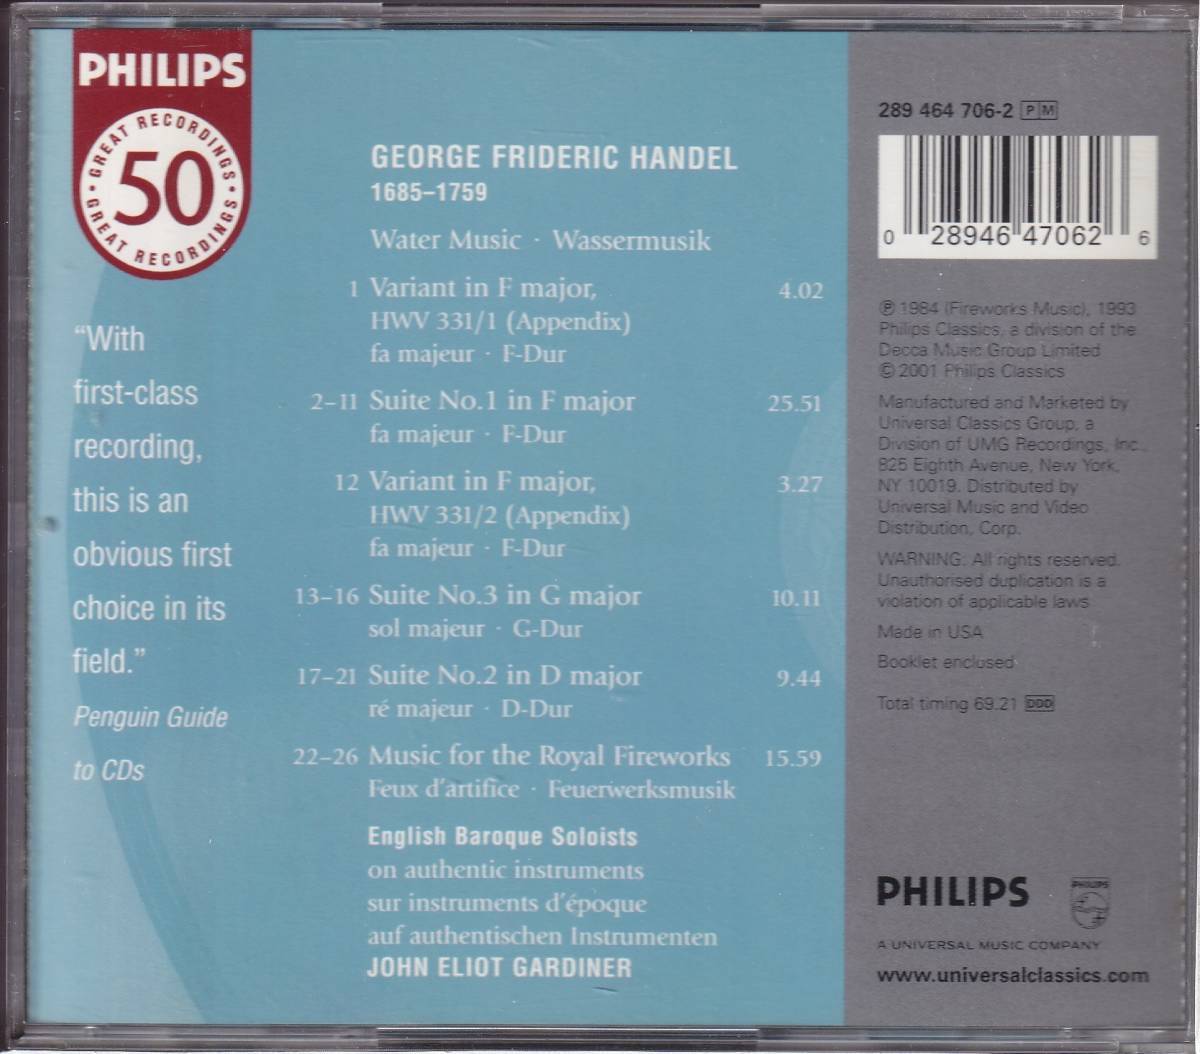 PHILIPS
GREAT RECORDINGS
50
GREAT RECORDINGS
"With
first-class
recording,
this is an
obvious first
choice in its
field."
Penguin Guide
to CDs
GEORGE FRIDERIC HANDEL
1685–1759
Water Music · Wassermusik
1 Variant in F major, 4.02
HWV 331/1 (Appendix)
fa majeur · F-Dur
2–11 Suite No.1 in F major 25.51
fa majeur · F-Dur
12 Variant in F major, 3.27
HWV 331/2 (Appendix)
fa majeur · F-Dur
13–16 Suite No.3 in G major 10.11
sol majeur · G-Dur
17–21 Suite No.2 in D major 9.44
ré majeur · D-Dur
22–26 Music for the Royal Fireworks 15.59
Feux d'artifice · Feuerwerksmusik
English Baroque Soloists
on authentic instruments
sur instruments d'époque
auf authentischen Instrumenten
JOHN ELIOT GARDINER
289 464 706-2 PM
0 28946 47062 6
℗ 1984 (Fireworks Music), 1993
Philips Classics, a division of the
Decca Music Group Limited
© 2001 Philips Classics
Manufactured and Marketed by
Universal Classics Group, a
Division of UMG Recordings, Inc.,
825 Eighth Avenue, New York,
NY 10019. Distributed by
Universal Music and Video
Distribution, Corp.
WARNING: All rights reserved.
Unauthorised duplication is a
violation of applicable laws
Made in USA
Booklet enclosed
Total timing 69.21 DDD
PHILIPS
PHILIPS
A UNIVERSAL MUSIC COMPANY
www.universalclassics.com